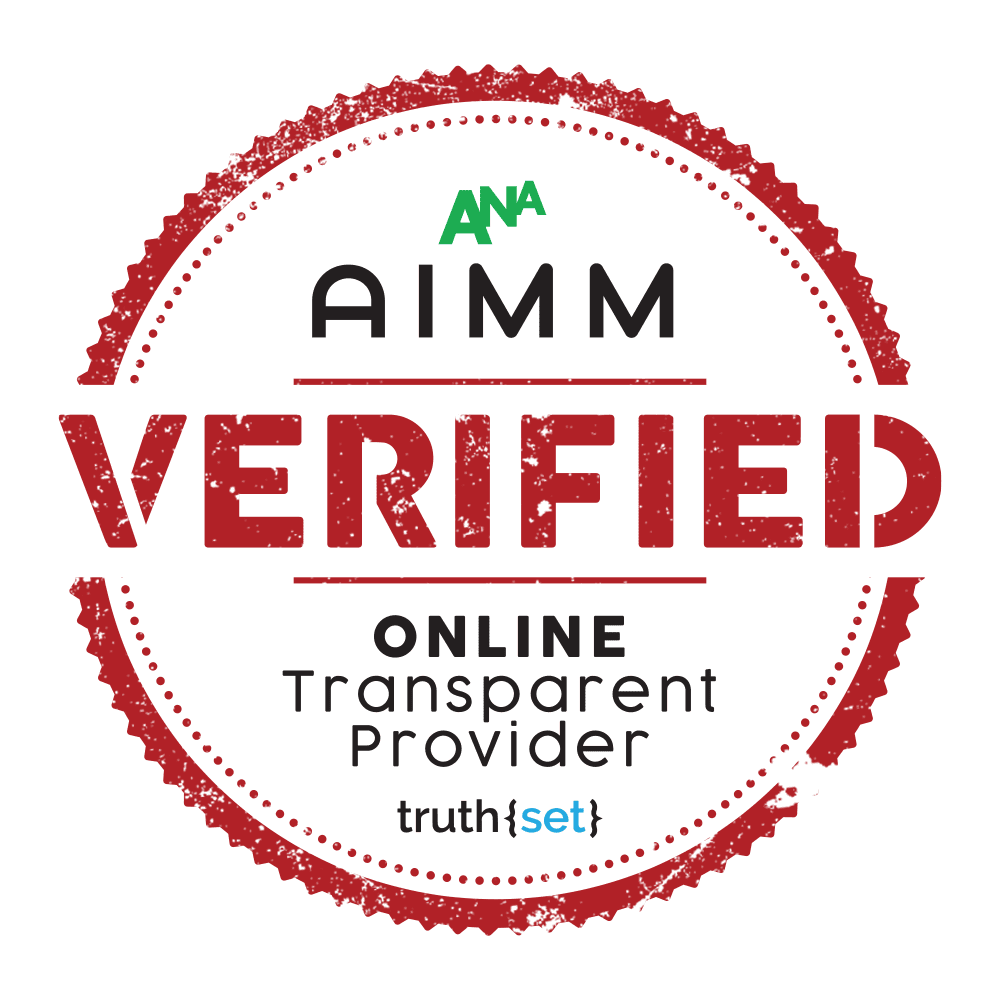 ANA
AIMM
VERIFIED
ONLINE
Transparent
Provider
truth{set}